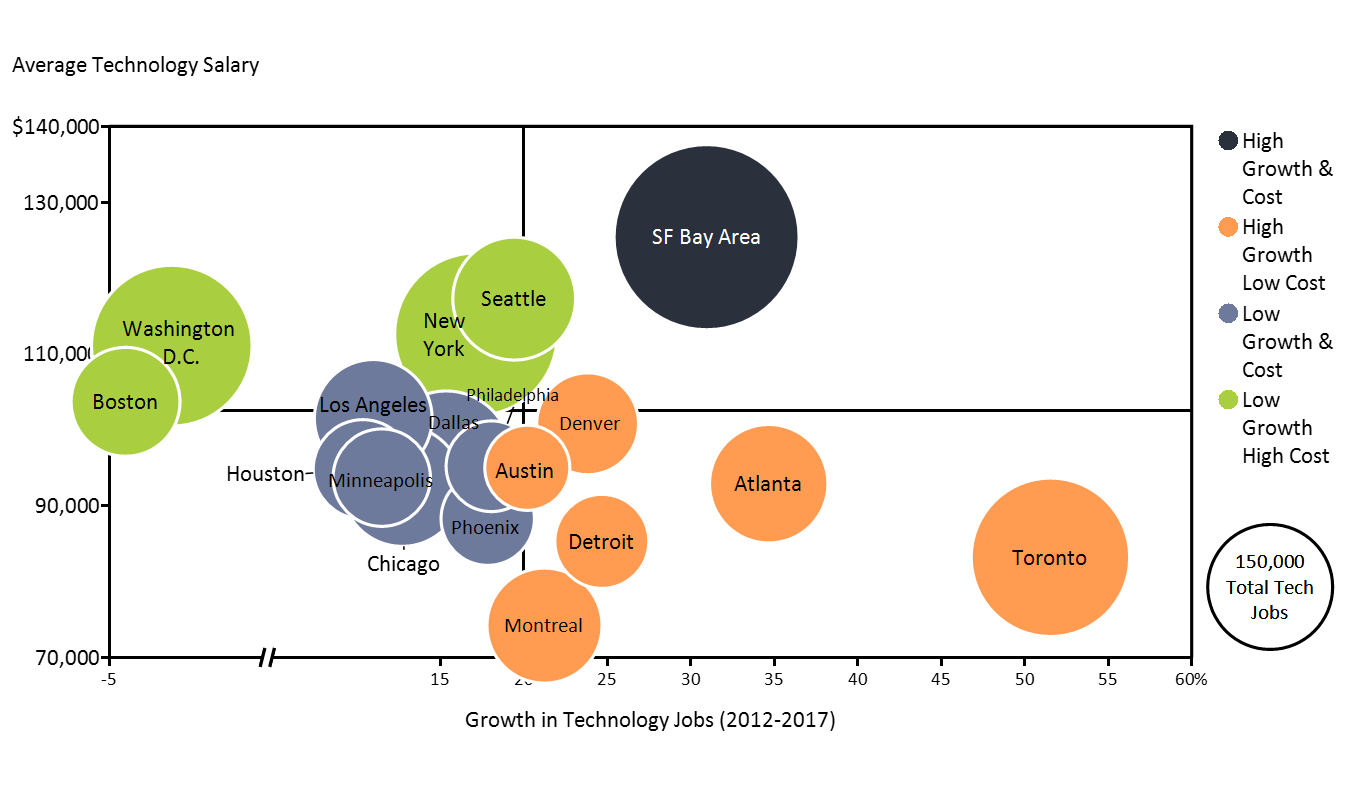 Average Technology Salary
$140,000
130,000
110,000
90,000
70,000
SF Bay Area
Seattle
New
York
Washington
D.C.
Boston
Los Angeles
Philadelphia
Dallas
Denver
Houston
Minneapolis
Austin
Atlanta
Phoenix
Detroit
Chicago
Toronto
Montreal
-5
15
20
25
30
35
40
45
50
55
60%
Growth in Technology Jobs (2012-2017)
High
Growth &
Cost
High
Growth
Low Cost
Low
Growth &
Cost
Low
Growth
High Cost
150,000
Total Tech
Jobs